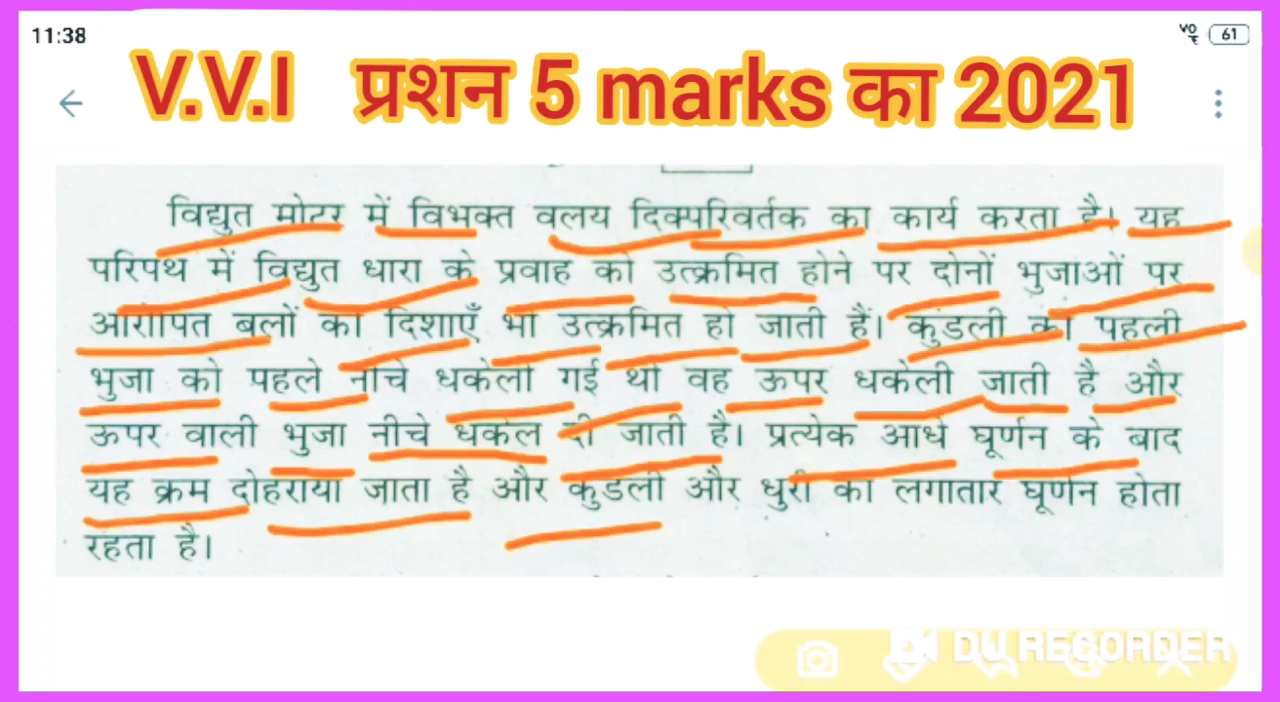 11:38
61
V.V.I प्रशन 5 marks का 2021
विद्युत मोटर में विभक्त वलय दिक्परिवर्तक का कार्य करता है। यह
परिपथ में विद्युत धारा के प्रवाह को उत्क्रमित होने पर दोनों भुजाओं पर
आरोपित बलों की दिशाएँ भी उत्क्रमित हो जाती हैं। कुंडली की पहली
भुजा को पहले नीचे धकेली गई थी वह ऊपर धकेली जाती है और
ऊपर वाली भुजा नीचे धकेल दी जाती है। प्रत्येक आधे घूर्णन के बाद
यह क्रम दोहराया जाता है और कुंडली और धुरी का लगातार घूर्णन होता
रहता है।
DU RECORDER